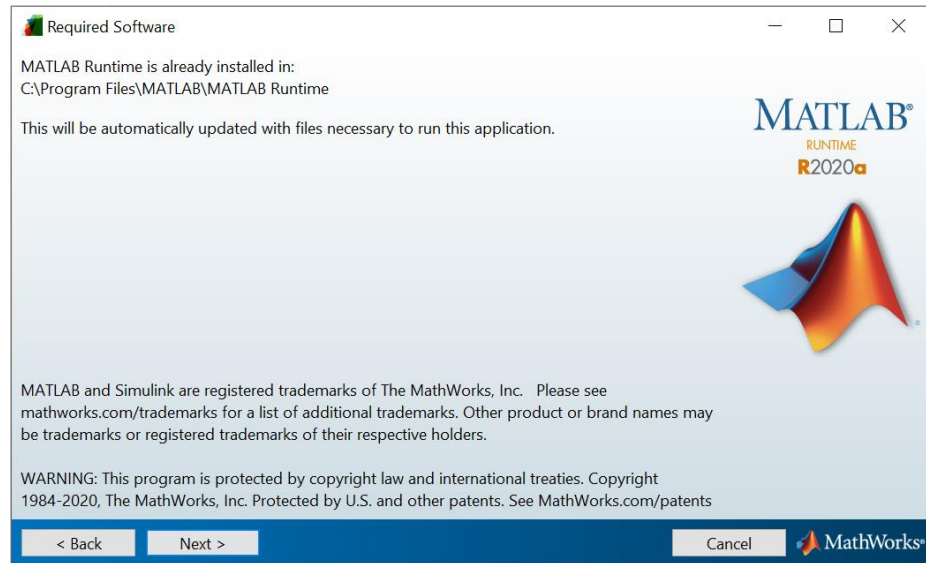 Required Software
MATLAB Runtime is already installed in:
C:\Program Files\MATLAB\MATLAB Runtime
This will be automatically updated with files necessary to run this application.
MATLAB®
RUNTIME
R2020a
®
MATLAB and Simulink are registered trademarks of The MathWorks, Inc.   Please see
mathworks.com/trademarks for a list of additional trademarks. Other product or brand names may
be trademarks or registered trademarks of their respective holders.
WARNING: This program is protected by copyright law and international treaties. Copyright
1984-2020, The MathWorks, Inc. Protected by U.S. and other patents. See MathWorks.com/patents
< Back
Next >
Cancel
MathWorks®